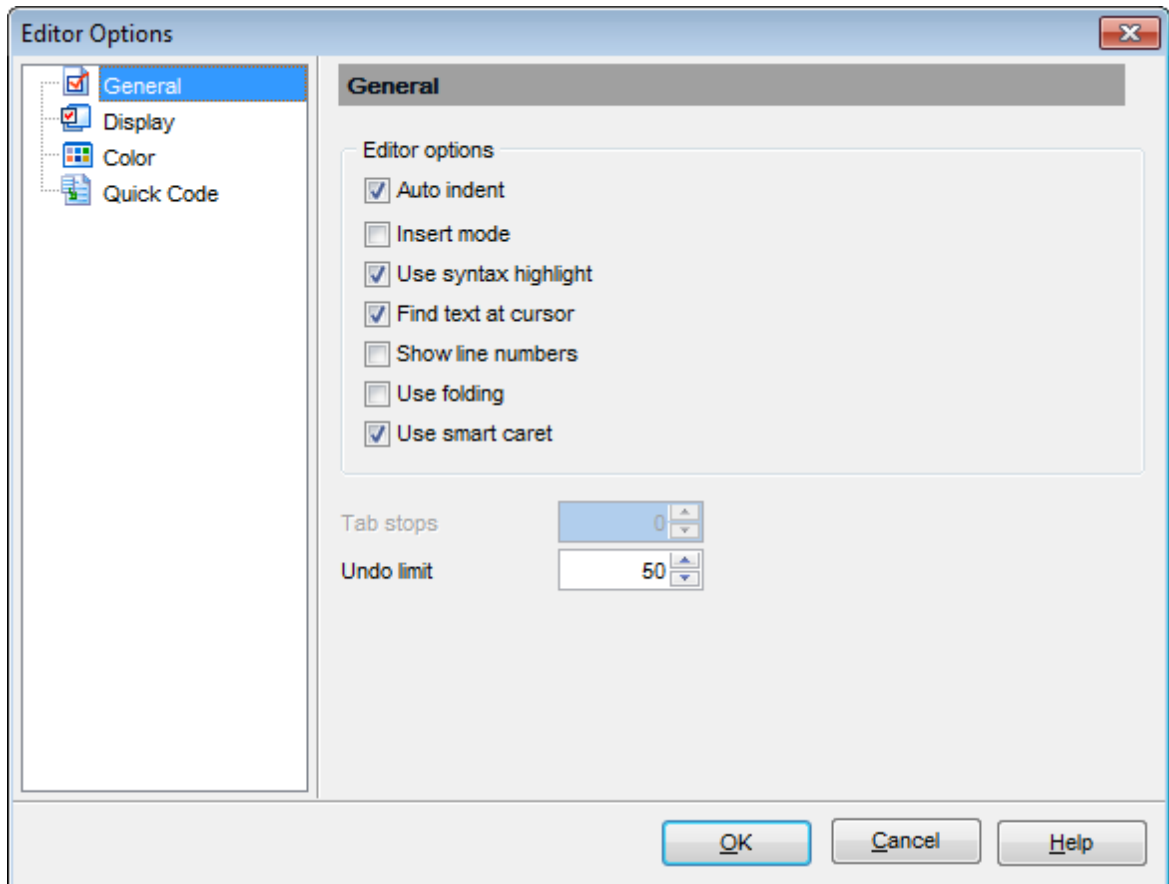 Editor Options
General
Display
Color
Quick Code
General
Editor options
Auto indent
Insert mode
Use syntax highlight
Find text at cursor
Show line numbers
Use folding
Use smart caret
Tab stops 0
Undo limit 50
OK Cancel Help